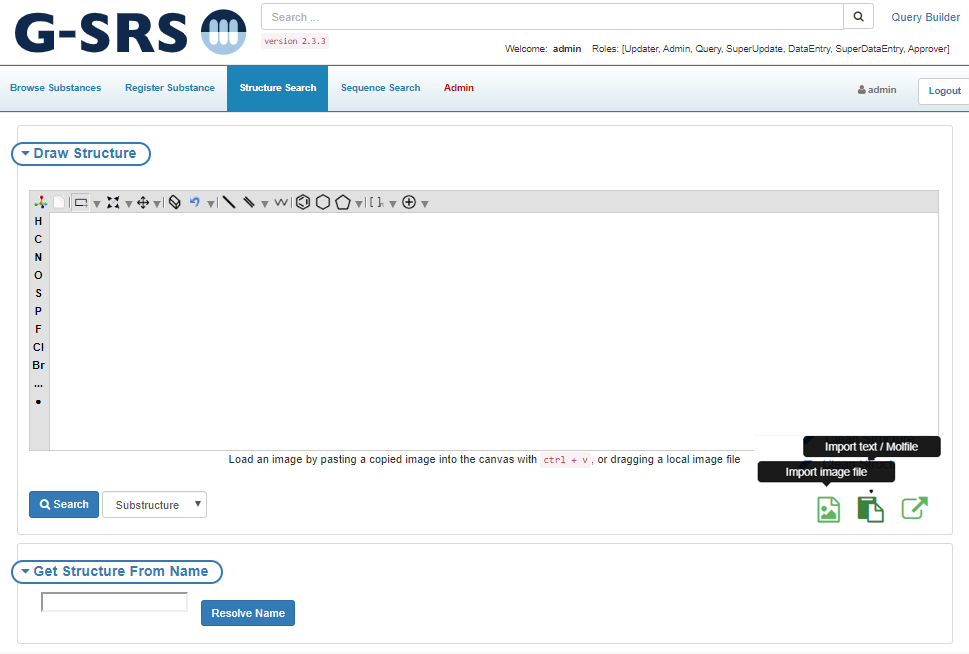 G-SRS
Search ...
Query Builder
version 2.3.3
Welcome: admin Roles: [Updater, Admin, Query, SuperUpdate, DataEntry, SuperDataEntry, Approver]
Browse Substances Register Substance Structure Search Sequence Search Admin admin Logout
Draw Structure
[ ]n
H
C
N
O
S
P
F
Cl
Br
...
Import text / Molfile
Load an image by pasting a copied image into the canvas with ctrl + v, or dragging a local image file
Import image file
Search Substructure
Get Structure From Name
Resolve Name